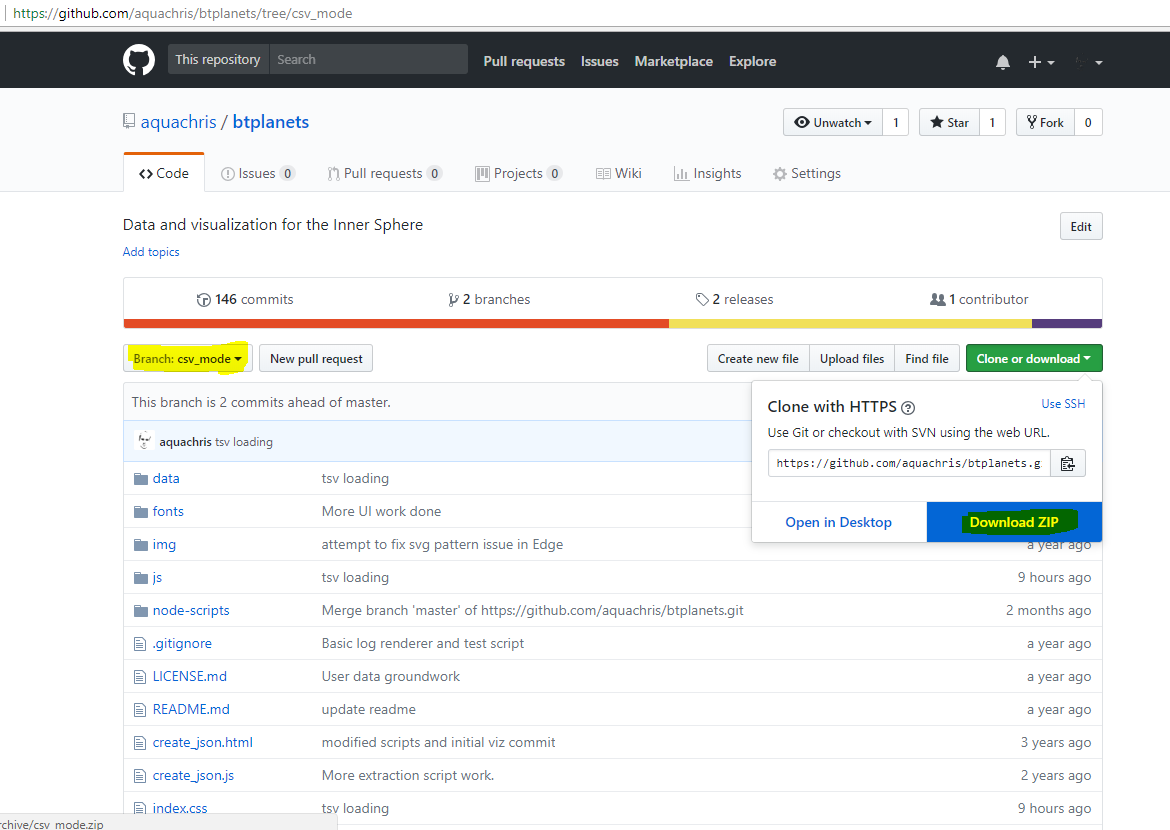 https://github.com/aquachris/btplanets/tree/csv_mode
This repository Search Pull requests Issues Marketplace Explore
aquachris / btplanets Unwatch 1 Star 1 Fork 0
Code Issues 0 Pull requests 0 Projects 0 Wiki Insights Settings
Data and visualization for the Inner Sphere Edit
Add topics
146 commits 2 branches 2 releases 1 contributor
Branch: csv_mode New pull request Create new file Upload files Find file Clone or download
This branch is 2 commits ahead of master.
Clone with HTTPS Use SSH
Use Git or checkout with SVN using the web URL.
https://github.com/aquachris/btplanets.g
Open in Desktop Download ZIP
aquachris tsv loading
data tsv loading
fonts More UI work done
img attempt to fix svg pattern issue in Edge a year ago
js tsv loading 9 hours ago
node-scripts Merge branch 'master' of https://github.com/aquachris/btplanets.git 2 months ago
.gitignore Basic log renderer and test script a year ago
LICENSE.md User data groundwork a year ago
README.md update readme a year ago
create_json.html modified scripts and initial viz commit 3 years ago
create_json.js More extraction script work. 2 years ago
index.css tsv loading 9 hours ago
rchive/csv_mode.zip